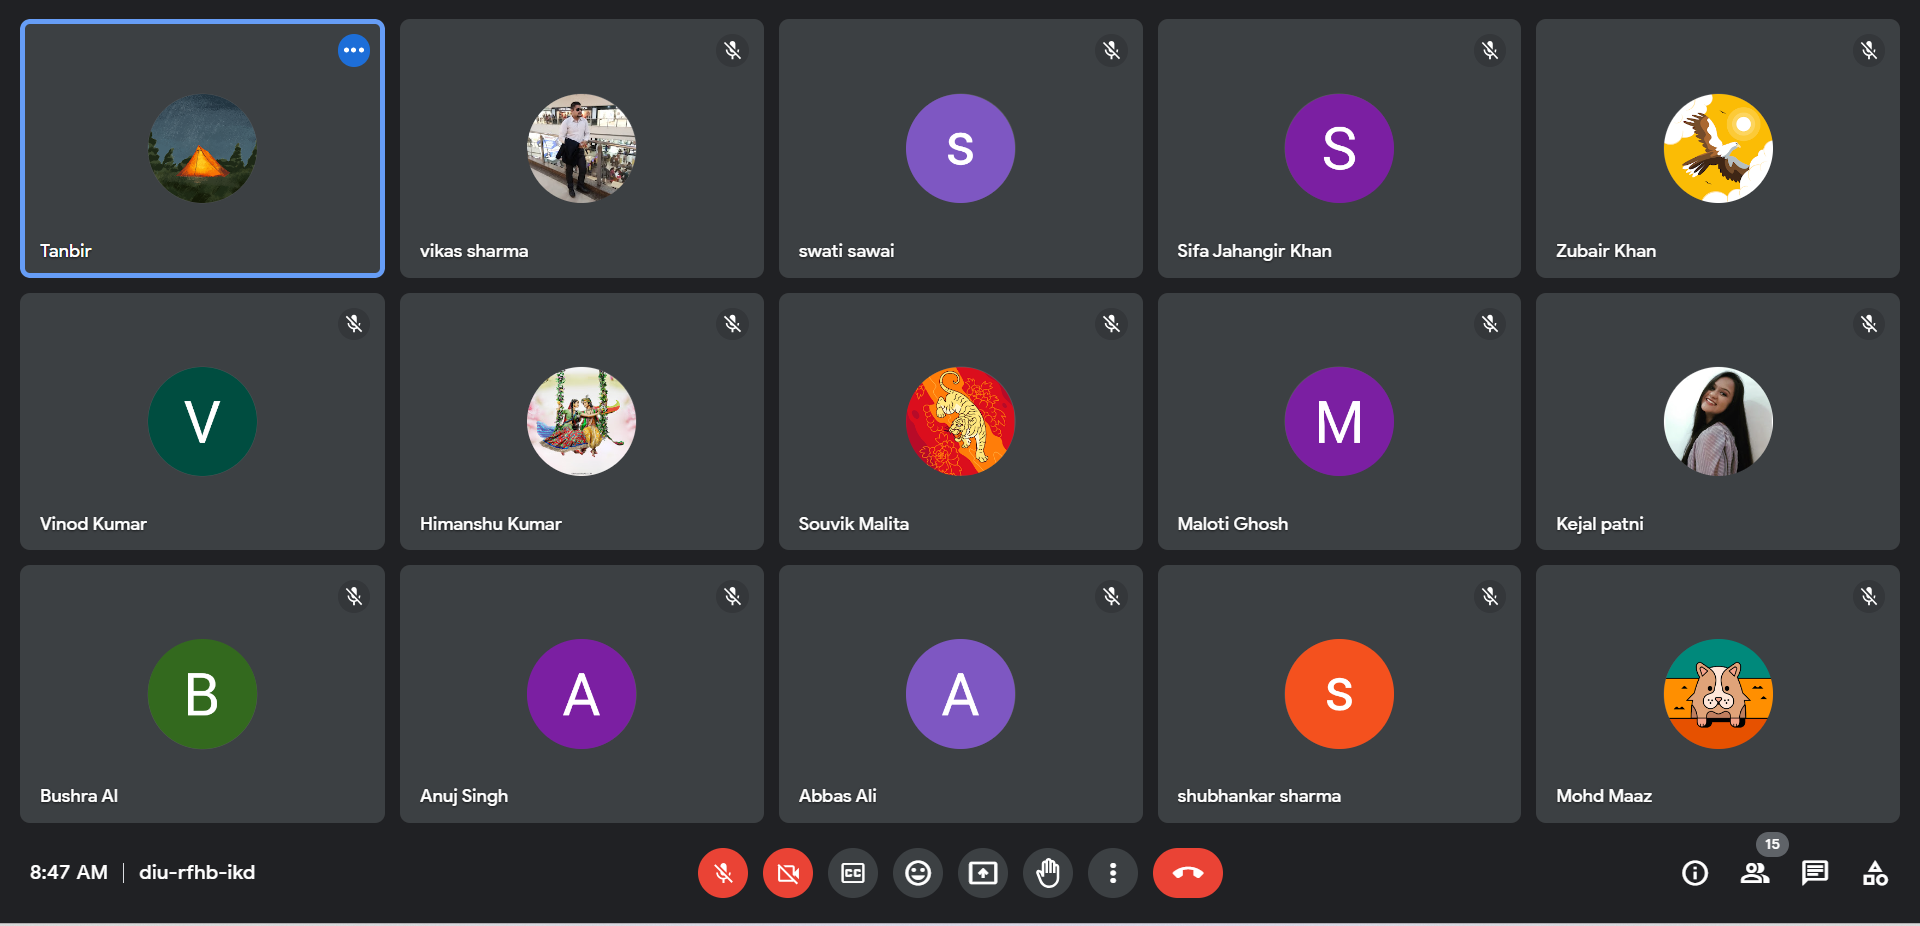 Tanbir
vikas sharma
s
swati sawai
S
Sifa Jahangir Khan
Zubair Khan
V
Vinod Kumar
Himanshu Kumar
Souvik Malita
M
Maloti Ghosh
Kejal patni
B
Bushra Al
A
Anuj Singh
A
Abbas Ali
s
shubhankar sharma
Mohd Maaz
8:47 AM | diu-rfhb-ikd
CC
15